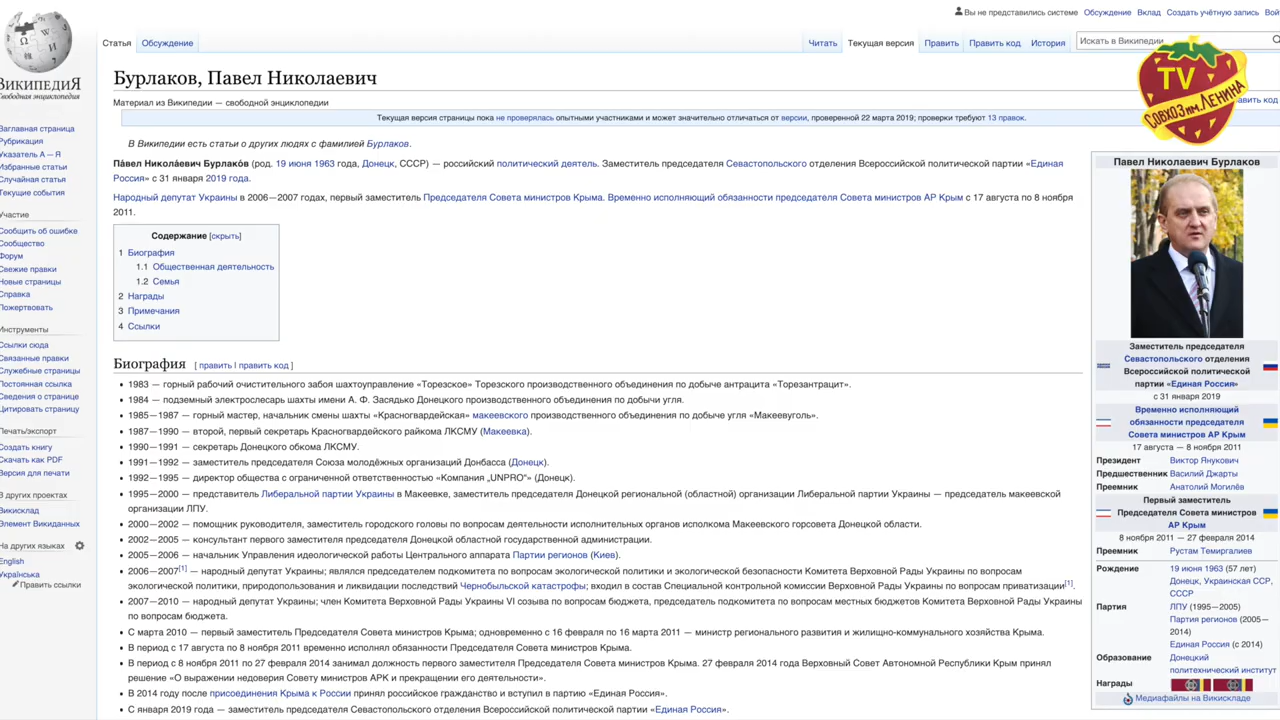 Вы не представились системе Обсуждение Вклад Создать учётную запись Вой
Статья Обсуждение Читать Текущая версия Править Править код История Искать в Википедии
ВИКИПЕДИЯ
Свободная энциклопедия
TV
СОВХОЗ им. ЛЕНИНА
Бурлаков, Павел Николаевич
Материал из Википедии — свободной энциклопедии
авить код
Текущая версия страницы пока не проверялась опытными участниками и может значительно отличаться от версии, проверенной 22 марта 2019; проверки требуют 13 правок.
В Википедии есть статьи о других людях с фамилией Бурлаков.
Па́вел Никола́евич Бурлако́в (род. 19 июня 1963 года, Донецк, СССР) — российский политический деятель. Заместитель председателя Севастопольского отделения Всероссийской политической партии «Единая
Россия» с 31 января 2019 года.
Народный депутат Украины в 2006—2007 годах, первый заместитель Председателя Совета министров Крыма. Временно исполняющий обязанности председателя Совета министров АР Крым с 17 августа по 8 ноября
2011.
Содержание [скрыть]
1 Биография
1.1 Общественная деятельность
1.2 Семья
2 Награды
3 Примечания
4 Ссылки
Биография [ править | править код ]
• 1983 — горный рабочий очистительного забоя шахтоуправление «Торезское» Торезского производственного объединения по добыче антрацита «Торезантрацит».
• 1984 — подземный электрослесарь шахты имени А. Ф. Засядько Донецкого производственного объединения по добычи угля.
• 1985—1987 — горный мастер, начальник смены шахты «Красногвардейская» макеевского производственного объединения по добыче угля «Макеевуголь».
• 1987—1990 — второй, первый секретарь Красногвардейского райкома ЛКСМУ (Макеевка).
• 1990—1991 — секретарь Донецкого обкома ЛКСМУ.
• 1991—1992 — заместитель председателя Союза молодёжных организаций Донбасса (Донецк).
• 1992—1995 — директор общества с ограниченной ответственностью «Компания „UNPRO“» (Донецк).
• 1995—2000 — представитель Либеральной партии Украины в Макеевке, заместитель председателя Донецкой региональной (областной) организации Либеральной партии Украины — председатель макеевской
организации ЛПУ.
• 2000—2002 — помощник руководителя, заместитель городского головы по вопросам деятельности исполнительных органов исполкома Макеевского горсовета Донецкой области.
• 2002—2005 — консультант первого заместителя председателя Донецкой областной государственной администрации.
• 2005—2006 — начальник Управления идеологической работы Центрального аппарата Партии регионов (Киев).
• 2006—2007[1] — народный депутат Украины; являлся председателем подкомитета по вопросам экологической политики и экологической безопасности Комитета Верховной Рады Украины по вопросам
экологической политики, природопользования и ликвидации последствий Чернобыльской катастрофы; входил в состав Специальной контрольной комиссии Верховной Рады Украины по вопросам приватизации[1].
• 2007—2010 — народный депутат Украины; член Комитета Верховной Рады Украины VI созыва по вопросам бюджета, председатель подкомитета по вопросам местных бюджетов Комитета Верховной Рады Украины
по вопросам бюджета.
• С марта 2010 — первый заместитель Председателя Совета министров Крыма; одновременно с 16 февраля по 16 марта 2011 — министр регионального развития и жилищно-коммунального хозяйства Крыма.
• В период с 17 августа по 8 ноября 2011 временно исполнял обязанности Председателя Совета министров Крыма.
• В период с 8 ноября 2011 по 27 февраля 2014 занимал должность первого заместителя Председателя Совета министров Крыма. 27 февраля 2014 года Верховный Совет Автономной Республики Крым принял
решение «О выражении недоверия Совету министров АРК и прекращении его деятельности».
• В 2014 году после присоединения Крыма к России принял российское гражданство и вступил в партию «Единая Россия».
• С января 2019 года — заместитель председателя Севастопольского отделения Всероссийской политической партии «Единая Россия».
Заглавная страница
Рубрикация
Указатель А — Я
Избранные статьи
Случайная статья
Текущие события
Участие
Сообщить об ошибке
Сообщество
Форум
Свежие правки
Новые страницы
Справка
Пожертвовать
Инструменты
Ссылки сюда
Связанные правки
Служебные страницы
Постоянная ссылка
Сведения о странице
Цитировать страницу
Печать/экспорт
Создать книгу
Скачать как PDF
Версия для печати
В других проектах
Викисклад
Элемент Викиданных
На других языках
English
Українська
Править ссылки
Павел Николаевич Бурлаков
Заместитель председателя
Севастопольского отделения
Всероссийской политической
партии «Единая Россия»
с 31 января 2019
Временно исполняющий
обязанности председателя
Совета министров АР Крым
17 августа — 8 ноября 2011
Президент Виктор Янукович
Предшественник Василий Джарты
Преемник Анатолий Могилёв
Первый заместитель
Председателя Совета министров
АР Крым
8 ноября 2011 — 27 февраля 2014
Преемник Рустам Темиргалиев
Рождение 19 июня 1963 (57 лет)
Донецк, Украинская ССР,
СССР
Партия ЛПУ (1995—2005)
Партия регионов (2005—
2014)
Единая Россия (с 2014)
Образование Донецкий
политехнический институт
Награды
Медиафайлы на Викискладе